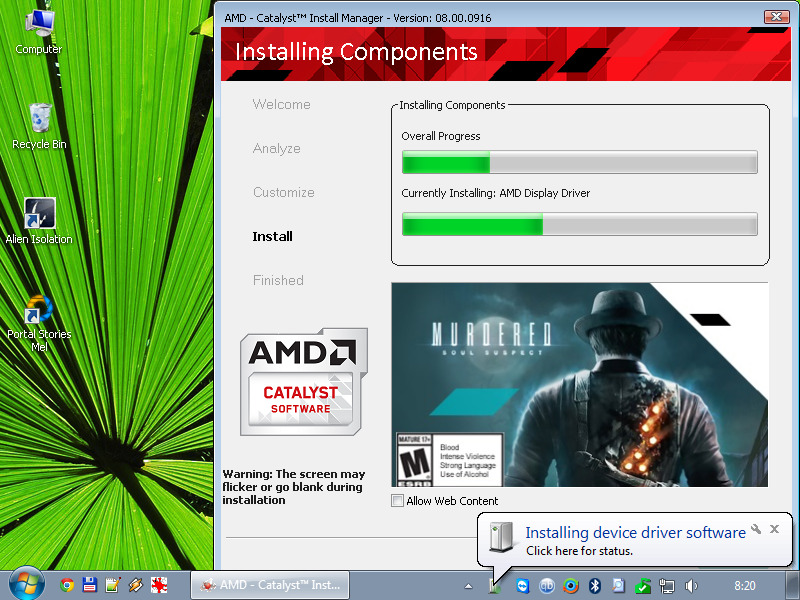 AMD - Catalyst™ Install Manager - Version: 08.00.0916
Installing Components
Computer
Recycle Bin
Alien Isolation
Portal Stories
Mel
Welcome
Analyze
Customize
Install
Finished
Installing Components
Overall Progress
Currently Installing: AMD Display Driver
AMD
CATALYST
SOFTWARE
Warning: The screen may
flicker or go blank during
installation
MURDERED
SOUL SUSPECT
MATURE 17+
M
ESRB
Blood
Intense Violence
Strong Language
Use of Alcohol
Allow Web Content
Installing device driver software
Click here for status.
AMD - Catalyst™ Inst...
8:20